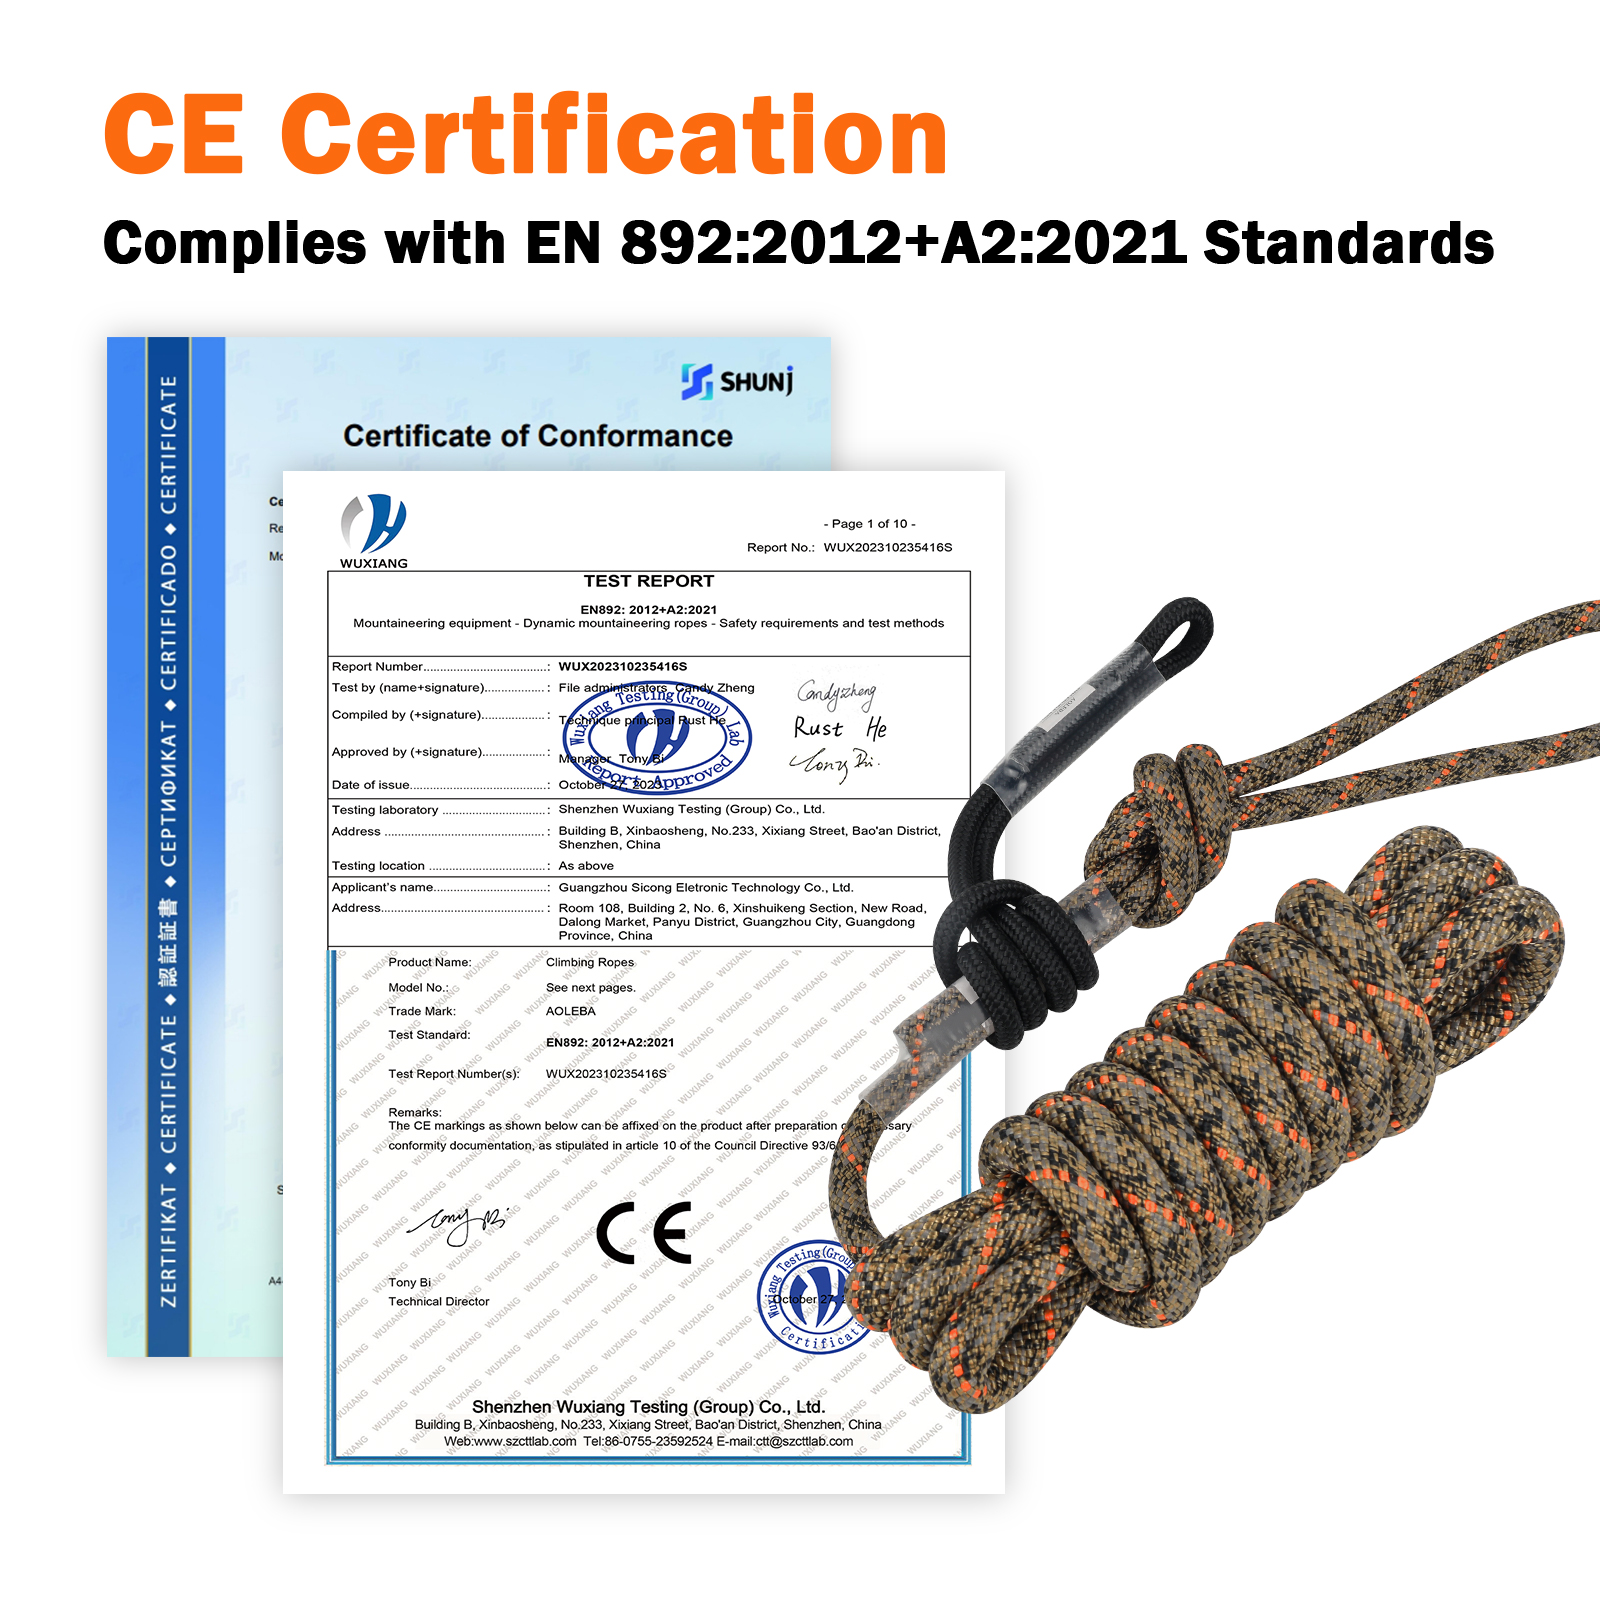 CE Certification
Complies with EN 892:2012+A2:2021 Standards
ZERTIFIKAT ◆ CERTIFICATE ◆ 認証証書 ◆ СЕРТИФИКАТ ◆ CERTIFICADO ◆ CERTIFICATE
SHUNJ
Certificate of Conformance
Ce
Re
Mo
S
A4
WUXIANG
- Page 1 of 10 -
Report No.: WUX202310235416S
TEST REPORT
EN892: 2012+A2:2021
Mountaineering equipment - Dynamic mountaineering ropes - Safety requirements and test methods
Report Number....................................: WUX202310235416S
Test by (name+signature).................: File administrators Candy Zheng
Candyzheng
Compiled by (+signature)..................: Technique principal Rust He
Rust He
Approved by (+signature)..................: Manager Tony Bi
Tony Bi.
Date of issue.......................................: October 27, 2023
Wuxiang Testing(Group) Lab
Report Approved
Testing laboratory ..............................: Shenzhen Wuxiang Testing (Group) Co., Ltd.
Address ..............................................: Building B, Xinbaosheng, No.233, Xixiang Street, Bao'an District,
Shenzhen, China
Testing location ..................................: As above
Applicant's name................................: Guangzhou Sicong Eletronic Technology Co., Ltd.
Address...............................................: Room 108, Building 2, No. 6, Xinshuikeng Section, New Road,
Dalong Market, Panyu District, Guangzhou City, Guangdong
Province, China
Product Name: Climbing Ropes
Model No.: See next pages.
Trade Mark: AOLEBA
Test Standard: EN892: 2012+A2:2021
Test Report Number(s): WUX202310235416S
Remarks:
The CE markings as shown below can be affixed on the product after preparation o ssary
conformity documentation, as stipulated in article 10 of the Council Directive 93/6
Tony Bi
CE
Tony Bi
Technical Director
Wuxiang Testing(Group
October 27, 2
Certificati
Shenzhen Wuxiang Testing (Group) Co., Ltd.
Building B, Xinbaosheng, No.233, Xixiang Street, Bao'an District, Shenzhen, China
Web:www.szcttlab.com Tel:86-0755-23592524 E-mail:ctt@szcttlab.com